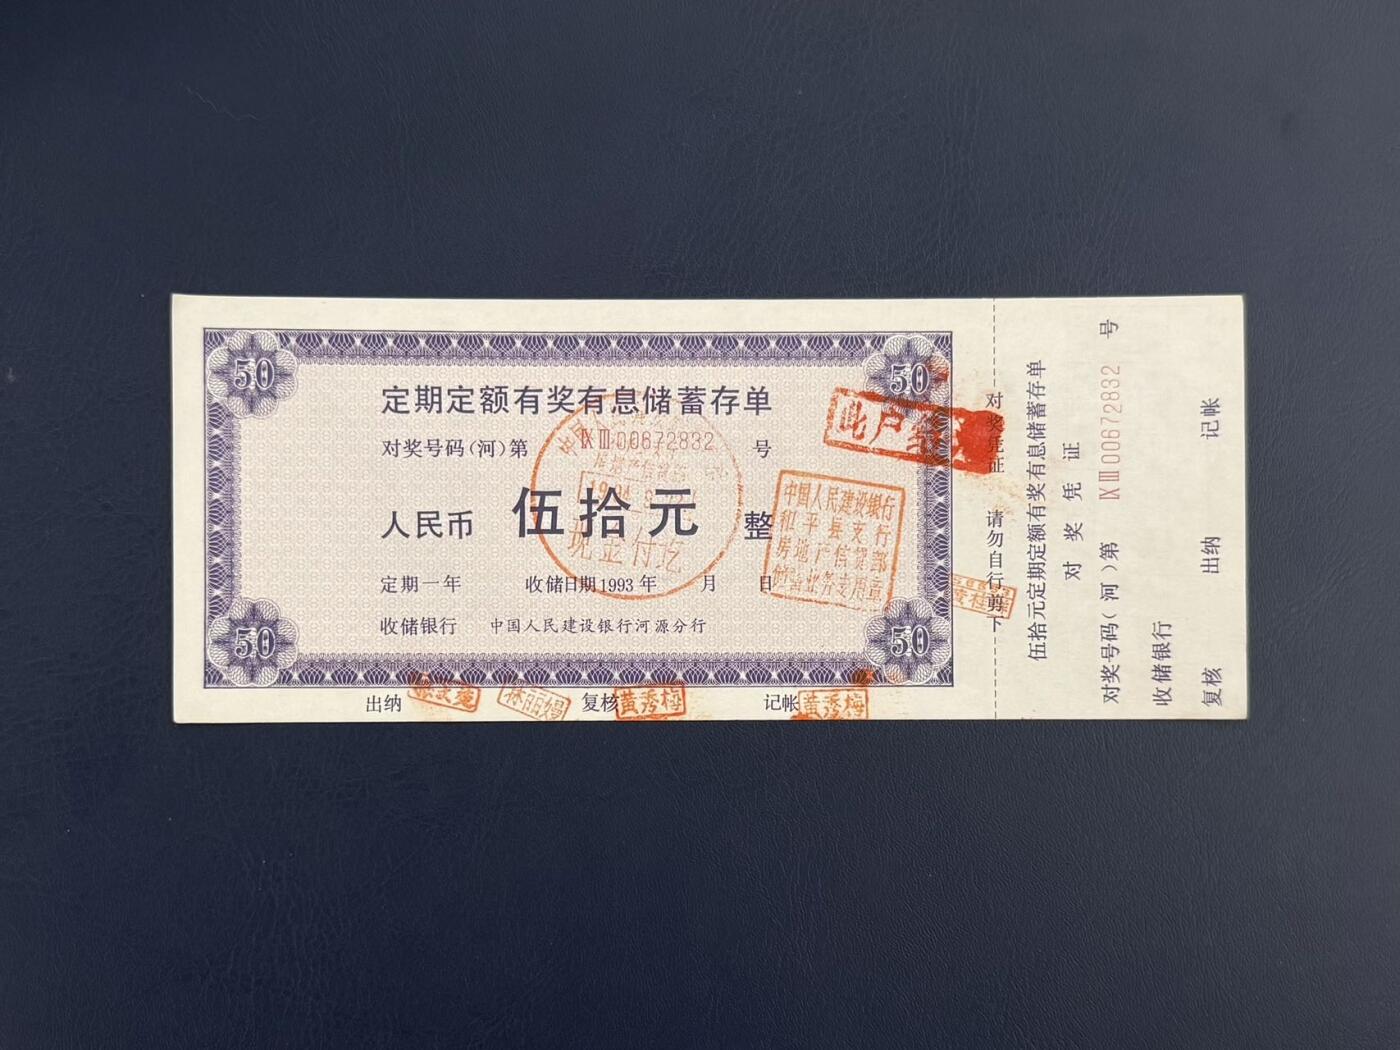 50
50
定期定额有奖有息储蓄存单
对奖号码(河)第 ⅨⅢ00672832 号
人民币 伍拾元 整
定期一年 收储日期1993年 月 日
收储银行 中国人民建设银行河源分行
50
50
出纳 复核 记帐
黄秀梅
黄秀梅
现金付讫
此户
中国人民建设银行
和平县支行
房地产信贷部
储蓄业务专用章
对奖凭证 请勿自行剪下
伍拾元定期定额有奖有息储蓄存单
对奖凭证
对奖号码(河)第 ⅨⅢ00672832 号
收储银行
复核 出纳 记帐